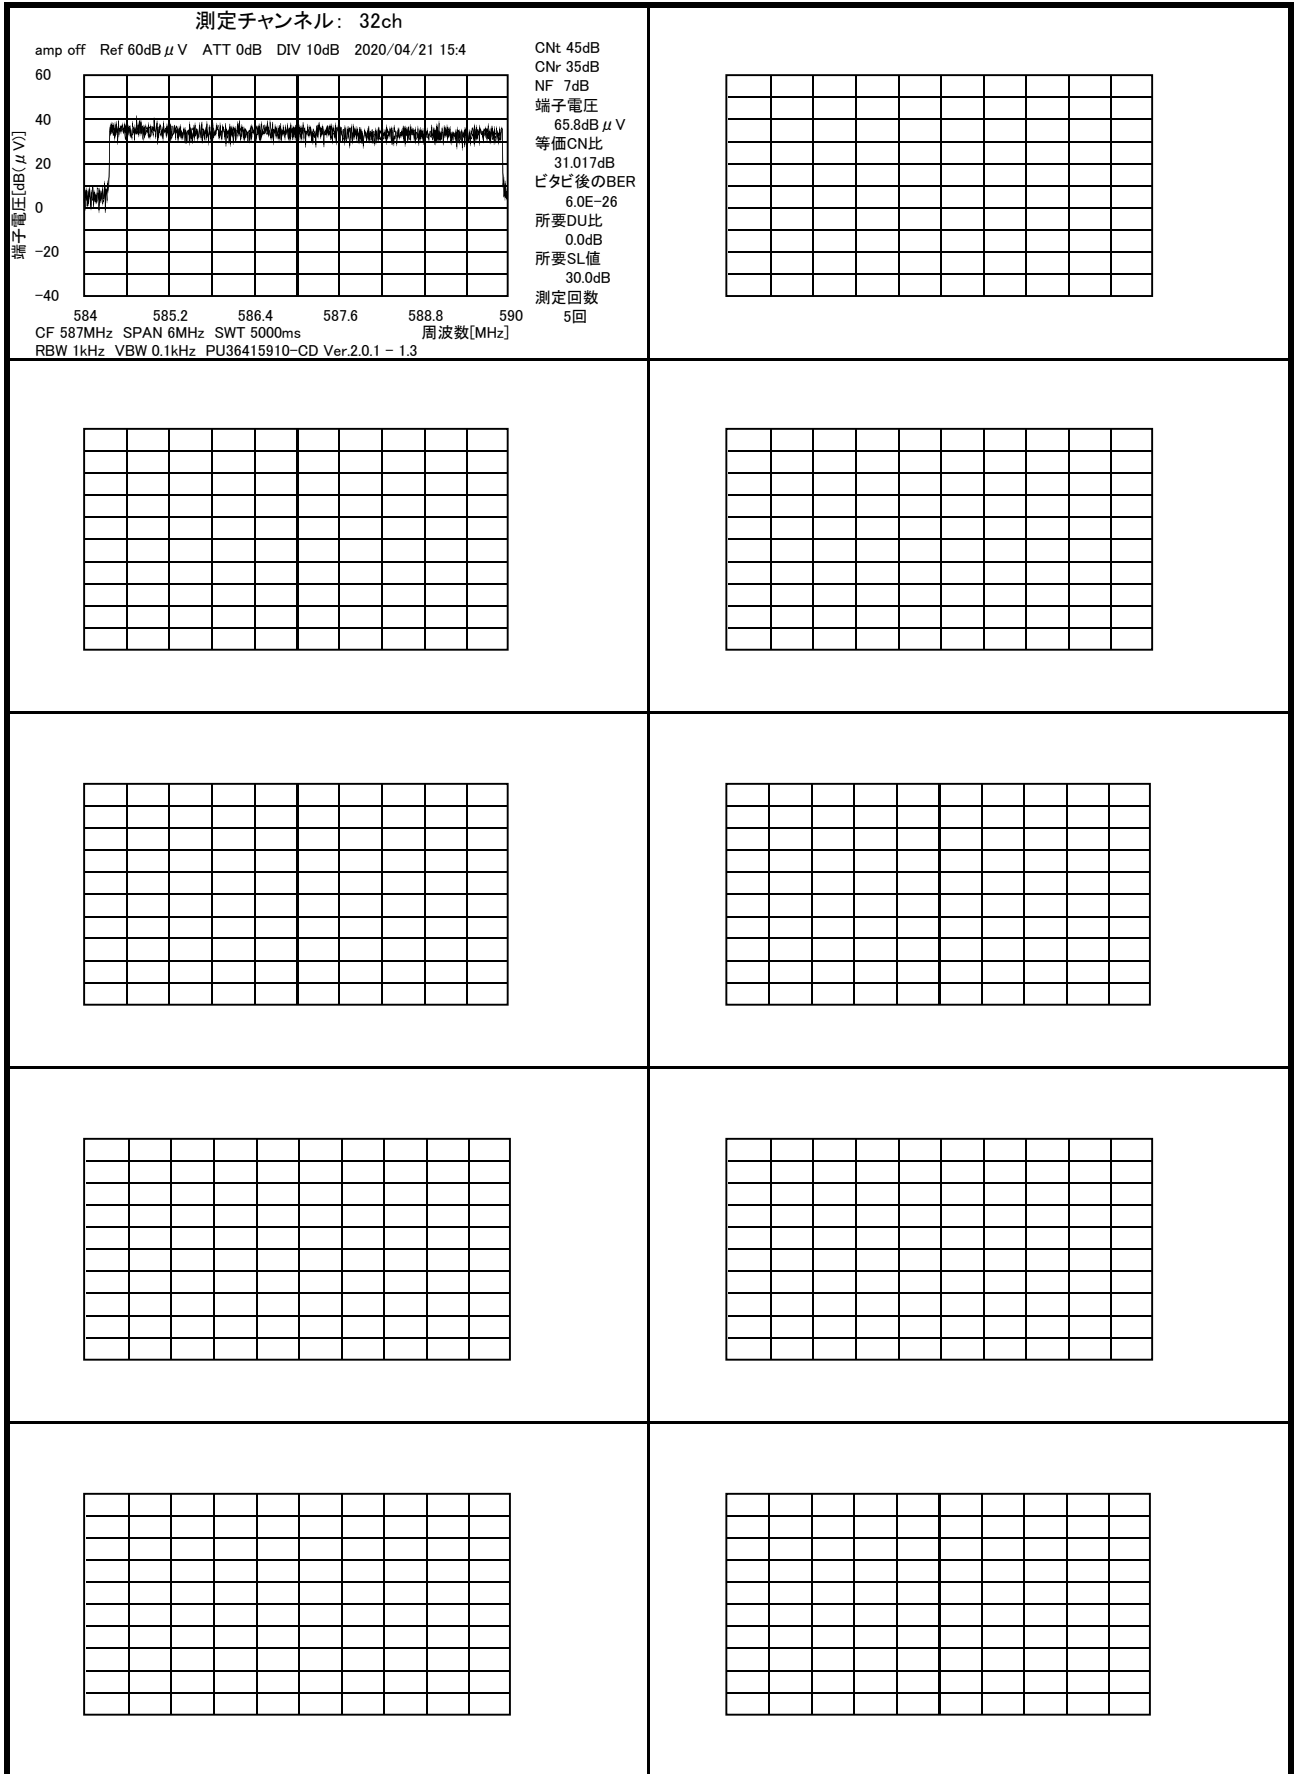 測定チャンネル： 32ch
amp off Ref 60dBμV ATT 0dB DIV 10dB 2020/04/21 15:4
CNt 45dB
CNr 35dB
NF 7dB
端子電圧
65.8dBμV
等価CN比
31.017dB
ビタビ後のBER
6.0E-26
所要DU比
0.0dB
所要SL値
30.0dB
測定回数
5回
端子電圧[dB(μV)]
60
40
20
0
-20
-40
584 585.2 586.4 587.6 588.8 590
CF 587MHz SPAN 6MHz SWT 5000ms 周波数[MHz]
RBW 1kHz VBW 0.1kHz PU36415910-CD Ver.2.0.1 - 1.3